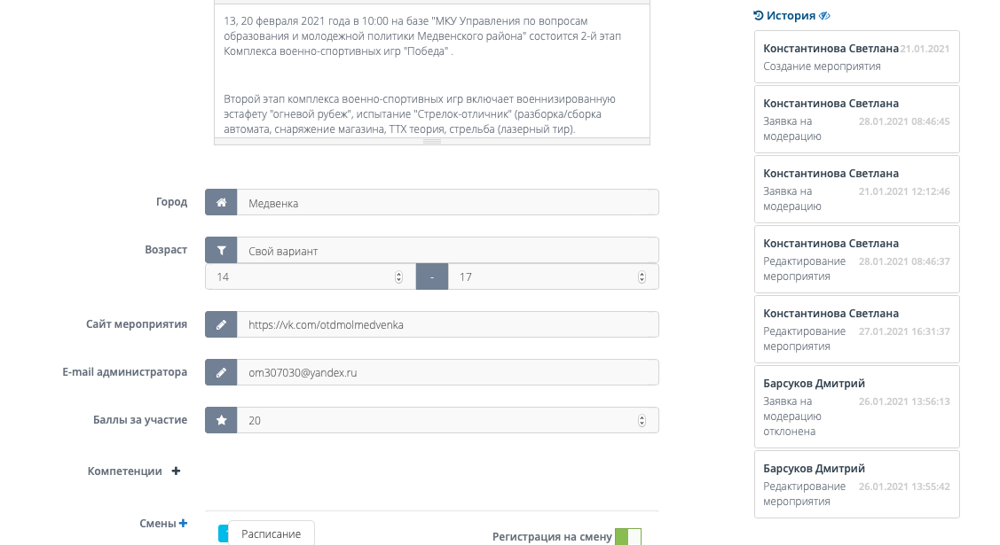 13, 20 февраля 2021 года в 10:00 на базе "МКУ Управления по вопросам
образования и молодежной политики Медвенского района" состоится 2-й этап
Комплекса военно-спортивных игр "Победа" .
Второй этап комплекса военно-спортивных игр включает военнизированную
эстафету "огневой рубеж", испытание "Стрелок-отличник" (разборка/сборка
автомата, снаряжение магазина, ТТХ теория, стрельба (лазерный тир).
Город
Медвенка
Возраст
Свой вариант
14 - 17
Сайт мероприятия
https://vk.com/otdmolmedvenka
E-mail администратора
om307030@yandex.ru
Баллы за участие
20
Компетенции +
Смены +
Расписание
Регистрация на смену
История
Константинова Светлана 21.01.2021
Создание мероприятия
Константинова Светлана
Заявка на 28.01.2021 08:46:45
модерацию
Константинова Светлана
Заявка на 21.01.2021 12:12:46
модерацию
Константинова Светлана
Редактирование 28.01.2021 08:46:37
мероприятия
Константинова Светлана
Редактирование 27.01.2021 16:31:37
мероприятия
Барсуков Дмитрий
Заявка на 26.01.2021 13:56:13
модерацию
отклонена
Барсуков Дмитрий
Редактирование 26.01.2021 13:55:42
мероприятия